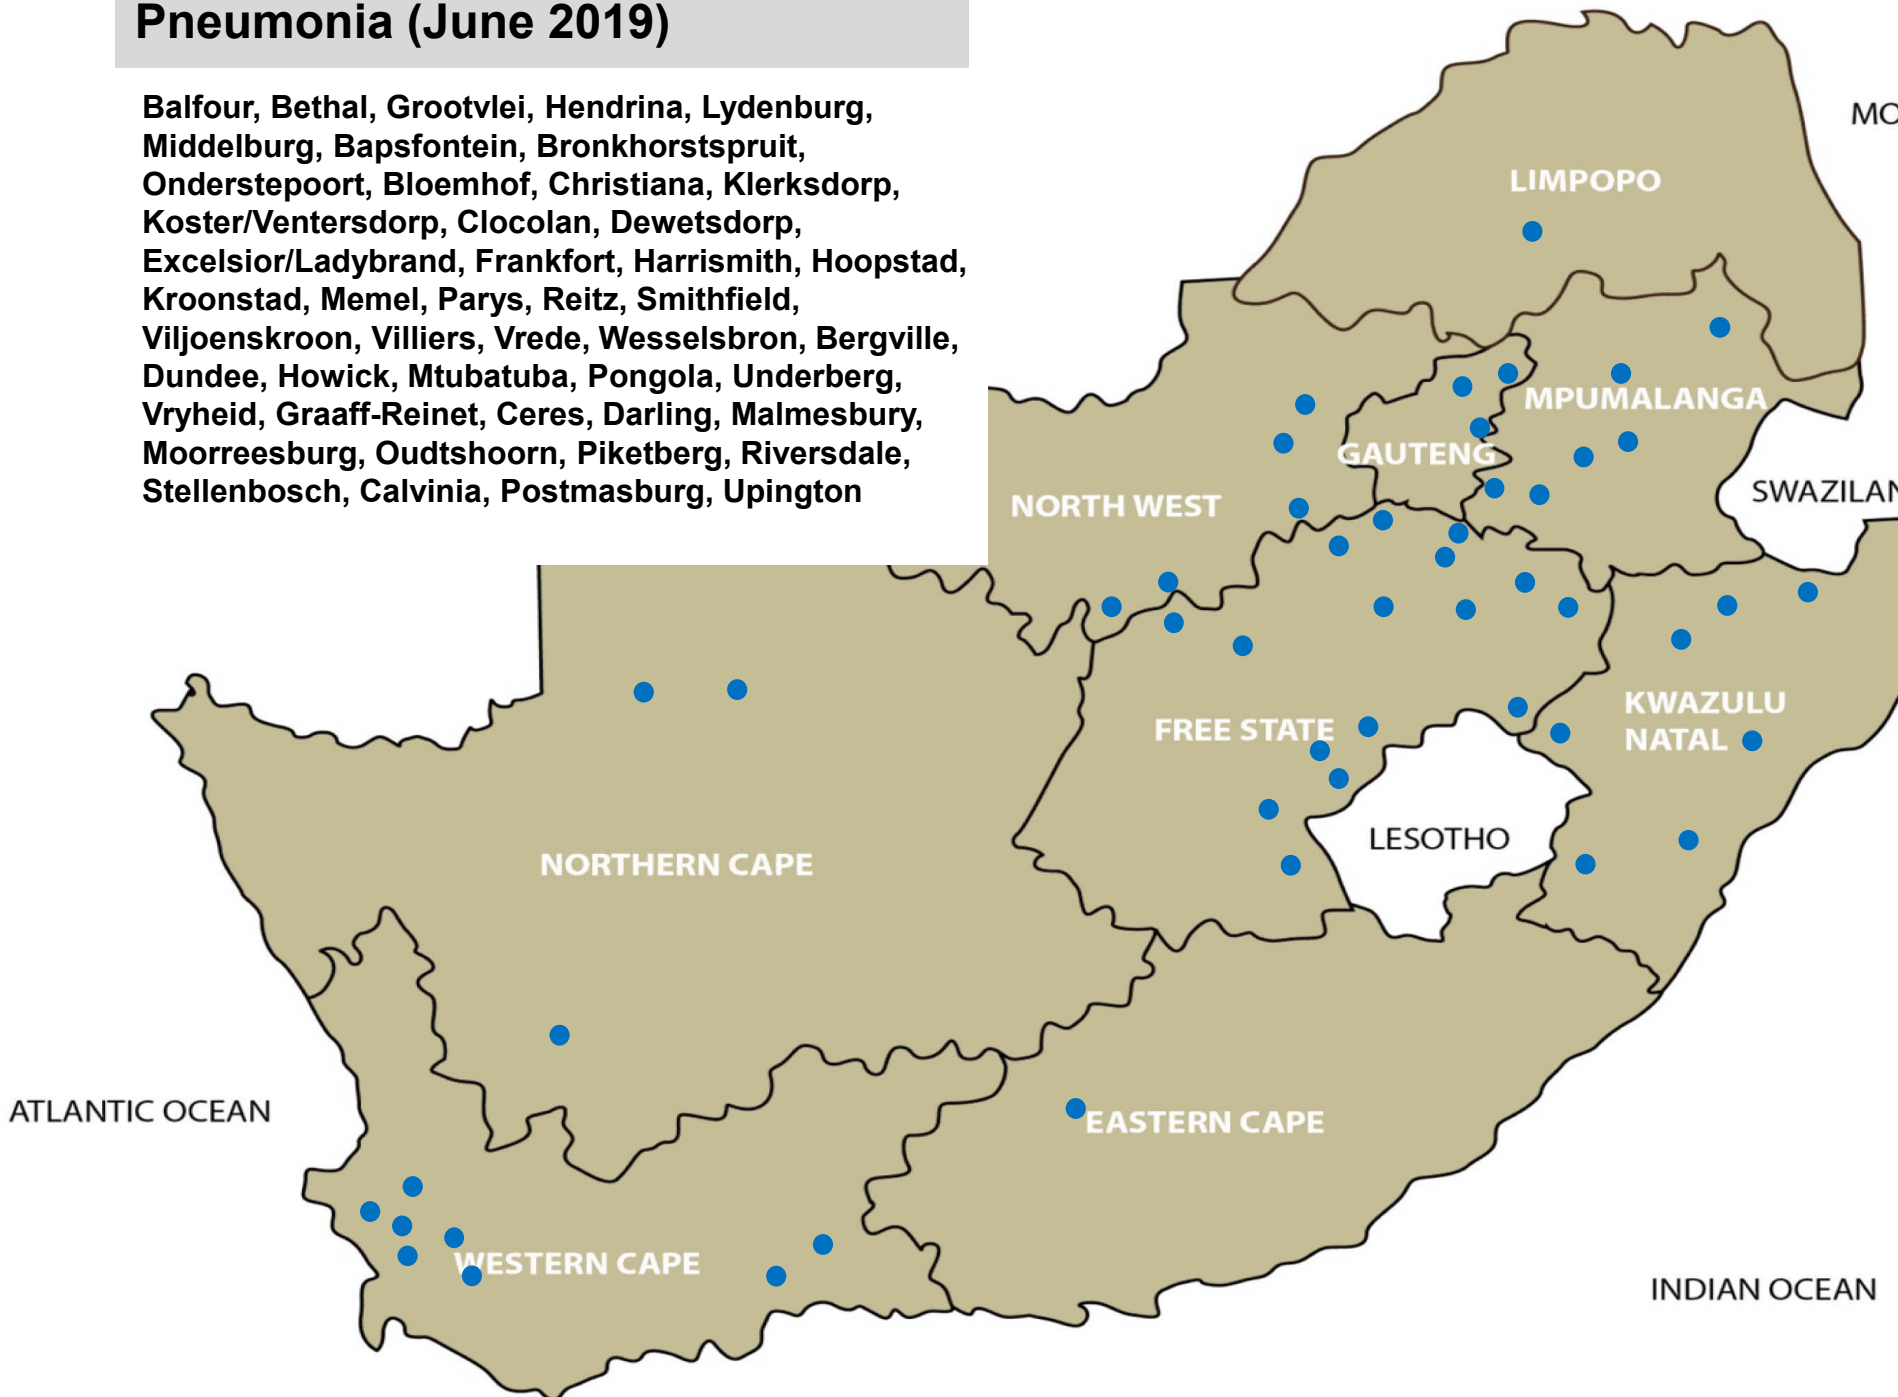 Pneumonia (June 2019)
Balfour, Bethal, Grootvlei, Hendrina, Lydenburg,
Middelburg, Bapsfontein, Bronkhorstspruit,
Onderstepoort, Bloemhof, Christiana, Klerksdorp,
Koster/Ventersdorp, Clocolan, Dewetsdorp,
Excelsior/Ladybrand, Frankfort, Harrismith, Hoopstad,
Kroonstad, Memel, Parys, Reitz, Smithfield,
Viljoenskroon, Villiers, Vrede, Wesselsbron, Bergville,
Dundee, Howick, Mtubatuba, Pongola, Underberg,
Vryheid, Graaff-Reinet, Ceres, Darling, Malmesbury,
Moorreesburg, Oudtshoorn, Piketberg, Riversdale,
Stellenbosch, Calvinia, Postmasburg, Upington
MO
LIMPOPO
MPUMALANGA
GAUTENG
SWAZILAN
NORTH WEST
KWAZULU
NATAL
FREE STATE
LESOTHO
NORTHERN CAPE
ATLANTIC OCEAN
EASTERN CAPE
WESTERN CAPE
INDIAN OCEAN